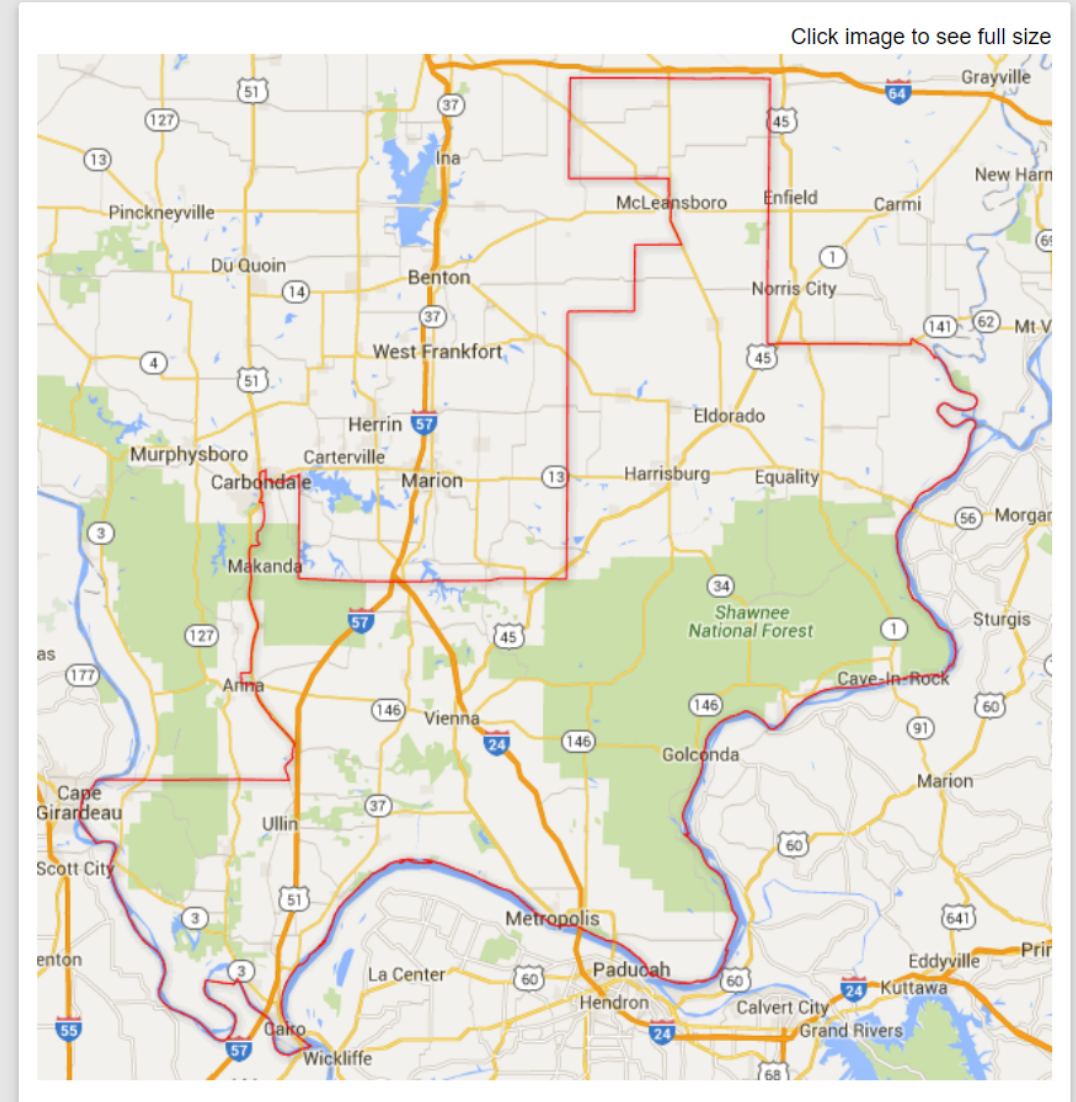 Click image to see full size
Grayville
64
51
37
127
45
Ina
13
New Harm
McLeansboro
Enfield
Carmi
Pinckneyville
69
1
Du Quoin
Benton
14
Norris City
37
141
62
Mt V
West Frankfort
45
4
51
Eldorado
Herrin
57
Murphysboro
Carterville
Carbondale
Marion
13
Harrisburg
Equality
3
56
Morgan
Makanda
34
Shawnee
National Forest
57
127
45
1
Sturgis
as
177
Anna
Cave-In-Rock
146
Vienna
146
60
24
146
91
Golconda
Cape
Girardeau
Marion
37
Ullin
60
Scott City
51
3
Metropolis
641
enton
3
La Center
60
Paducah
60
Eddyville
Prin
24
Kuttawa
Hendron
Calvert City
55
Cairo
24
Grand Rivers
57
Wickliffe
68